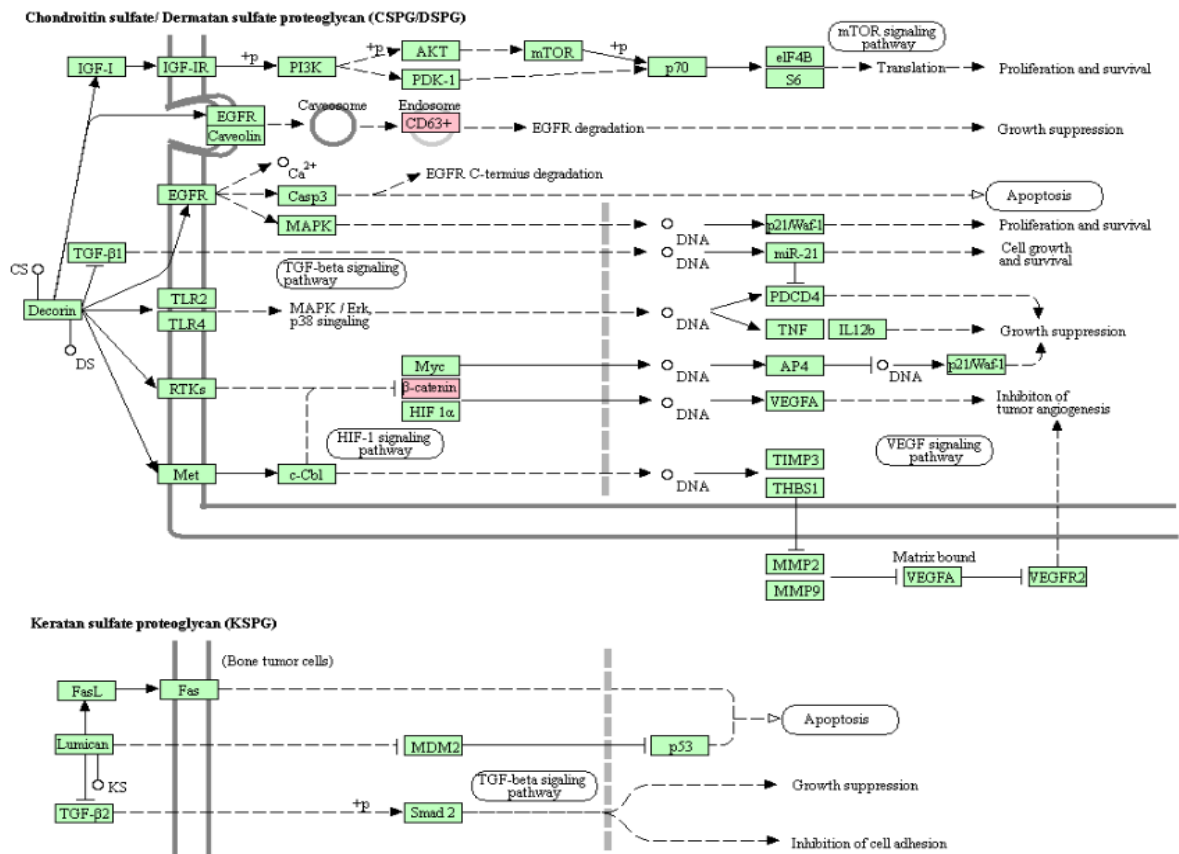 Chondroitin sulfate/ Dermatan sulfate proteoglycan (CSPG/DSPG)
IGF-I
IGF-IR
+p
PI3K
+p
AKT
PDK-1
mTOR
+p
p70
eIF4B
S6
mTOR signaling
pathway
Translation
Proliferation and survival
EGFR
Caveolin
Caveosome
Endosome
CD63+
EGFR degradation
Growth suppression
EGFR
Ca2+
Casp3
MAPK
EGFR C-termius degradation
Apoptosis
DNA
p21/Waf-1
Proliferation and survival
TGF-β1
DNA
miR-21
Cell growth
and survival
TGF-beta signaling
pathway
CS
Decorin
DS
TLR2
TLR4
MAPK / Erk,
p38 singaling
DNA
PDCD4
TNF
IL12b
Growth suppression
RTKs
Myc
β-catenin
HIF 1α
DNA
AP4
DNA
p21/Waf-1
DNA
VEGFA
Inhibiton of
tumor angiogenesis
HIF-1 signaling
pathway
VEGF signaling
pathway
Met
c-Cbl
DNA
TIMP3
THBS1
MMP2
MMP9
Matrix bound
VEGFA
VEGFR2
Keratan sulfate proteoglycan (KSPG)
(Bone tumor cells)
FasL
Fas
Apoptosis
Lumican
KS
MDM2
p53
TGF-β2
+p
Smad 2
TGF-beta sigaling
pathway
Growth suppression
Inhibition of cell adhesion